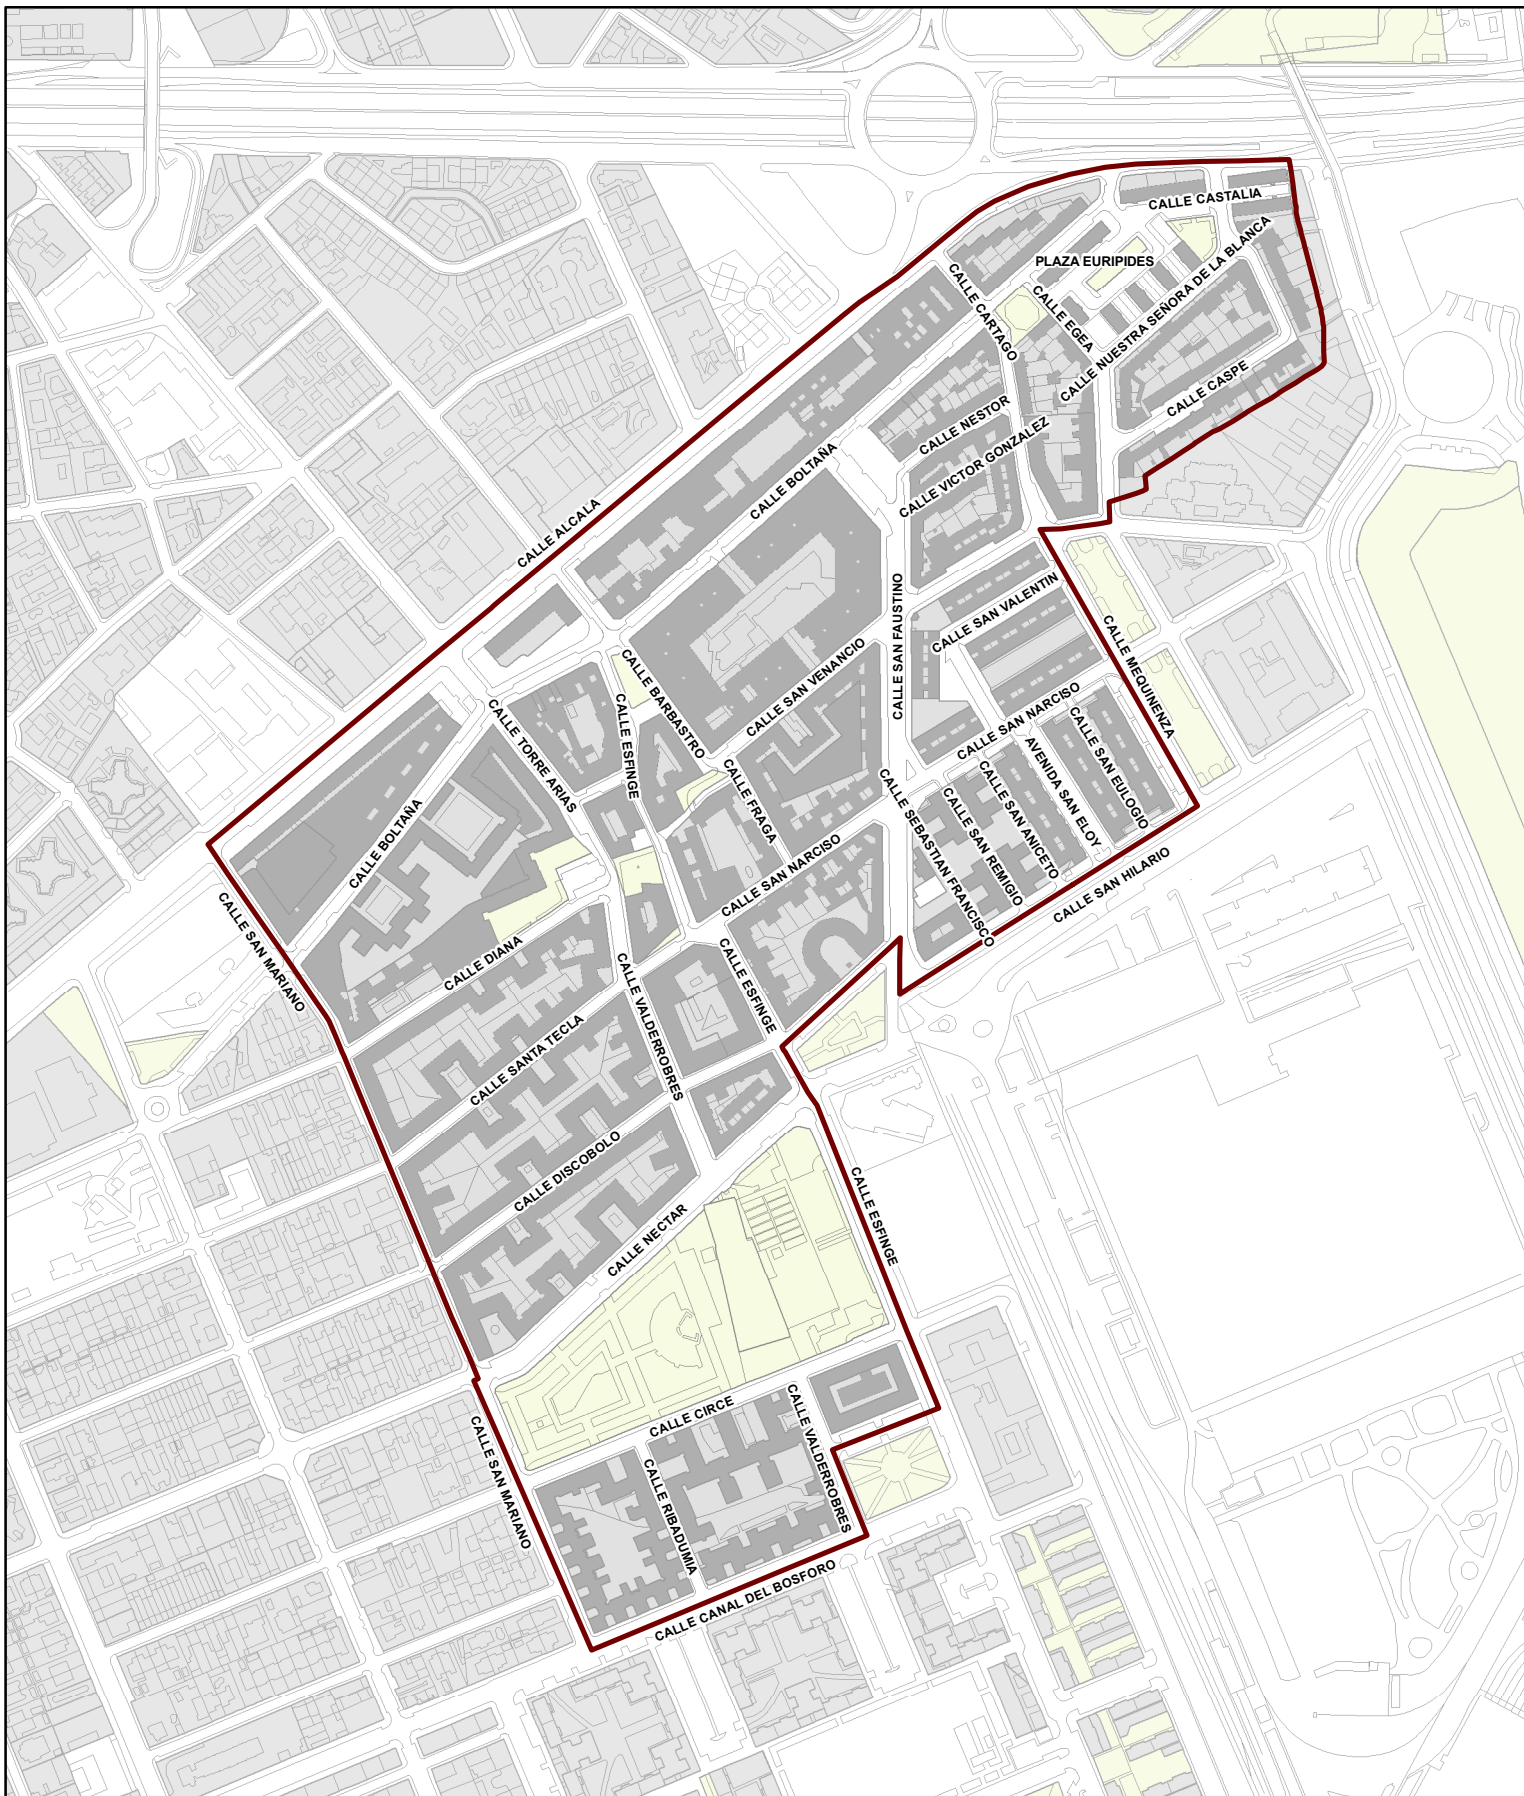 CALLE CASTALIA
PLAZA EURIPIDES
CALLE NUESTRA SEÑORA DE LA BLANCA
CALLE CARTAGO
CALLE EGEA
CALLE CASPE
CALLE NESTOR
CALLE VICTOR GONZALEZ
CALLE BOLTAÑA
CALLE ALCALA
CALLE SAN FAUSTINO
CALLE SAN VALENTIN
CALLE MEQUINENZA
CALLE BARBASTRO
CALLE SAN VENANCIO
CALLE ESFINGE
CALLE TORRE ARIAS
CALLE SAN NARCISO
CALLE SAN EULOGIO
AVENIDA SAN ELOY
CALLE SAN ANICETO
CALLE SAN REMIGIO
CALLE SEBASTIAN FRANCISCO
CALLE FRAGA
CALLE BOLTAÑA
CALLE SAN NARCISO
CALLE SAN HILARIO
CALLE SAN MARIANO
CALLE DIANA
CALLE ESFINGE
CALLE VALDERROBRES
CALLE SANTA TECLA
CALLE DISCOBOLO
CALLE NECTAR
CALLE ESFINGE
CALLE CIRCE
CALLE VALDERROBRES
CALLE SAN MARIANO
CALLE RIBADUMIA
CALLE CANAL DEL BOSFORO